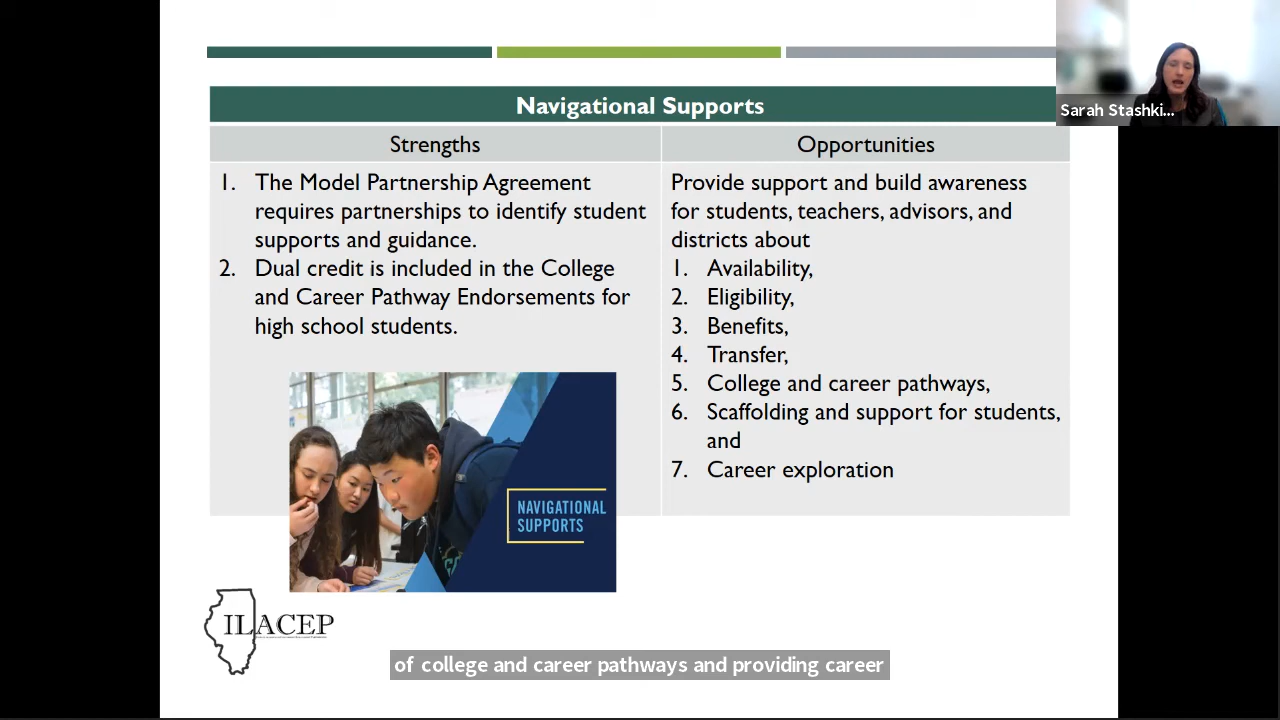 Navigational Supports
Sarah Stashki...
Strengths
Opportunities
1. The Model Partnership Agreement
requires partnerships to identify student
supports and guidance.
2. Dual credit is included in the College
and Career Pathway Endorsements for
high school students.
Provide support and build awareness
for students, teachers, advisors, and
districts about
1. Availability,
2. Eligibility,
3. Benefits,
4. Transfer,
5. College and career pathways,
6. Scaffolding and support for students,
and
7. Career exploration
NAVIGATIONAL
SUPPORTS
ILACEP
of college and career pathways and providing career